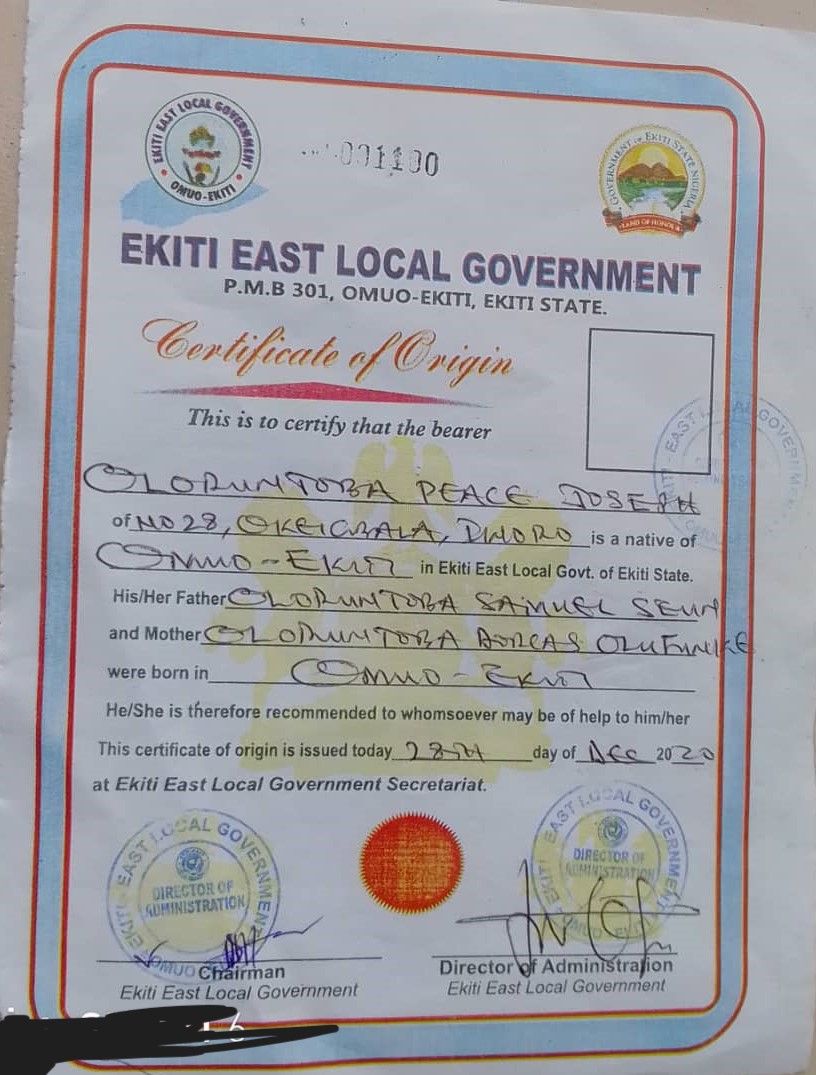 EKITI EAST LOCAL GOVERNMENT
OMUO-EKITI
001100
GOVERNMENT OF EKITI STATE NIGERIA
LAND OF HONOUR
EKITI EAST LOCAL GOVERNMENT
P.M.B 301, OMUO-EKITI, EKITI STATE.
Certificate of Origin
This is to certify that the bearer
OLORUNTOBA PEACE JOSEPH
of NO 28, OKEIGBALA, is a native of
OMUO-EKITI in Ekiti East Local Govt. of Ekiti State.
His/Her Father OLORUNTOBA SAMUEL SEUN
and Mother OLORUNTOBA DORCAS OLUFUNKE
were born in OMUO-EKITI
He/She is therefore recommended to whomsoever may be of help to him/her
This certificate of origin is issued today 28TH day of DEC 2020
at Ekiti East Local Government Secretariat.
EKITI EAST LOCAL GOVERNMENT
DIRECTOR OF
ADMINISTRATION
EKITI EAST LOCAL GOVERNMENT
DIRECTOR OF
ADMINISTRATION
OMUO EKITI
Chairman
Ekiti East Local Government
Director of Administration
Ekiti East Local Government